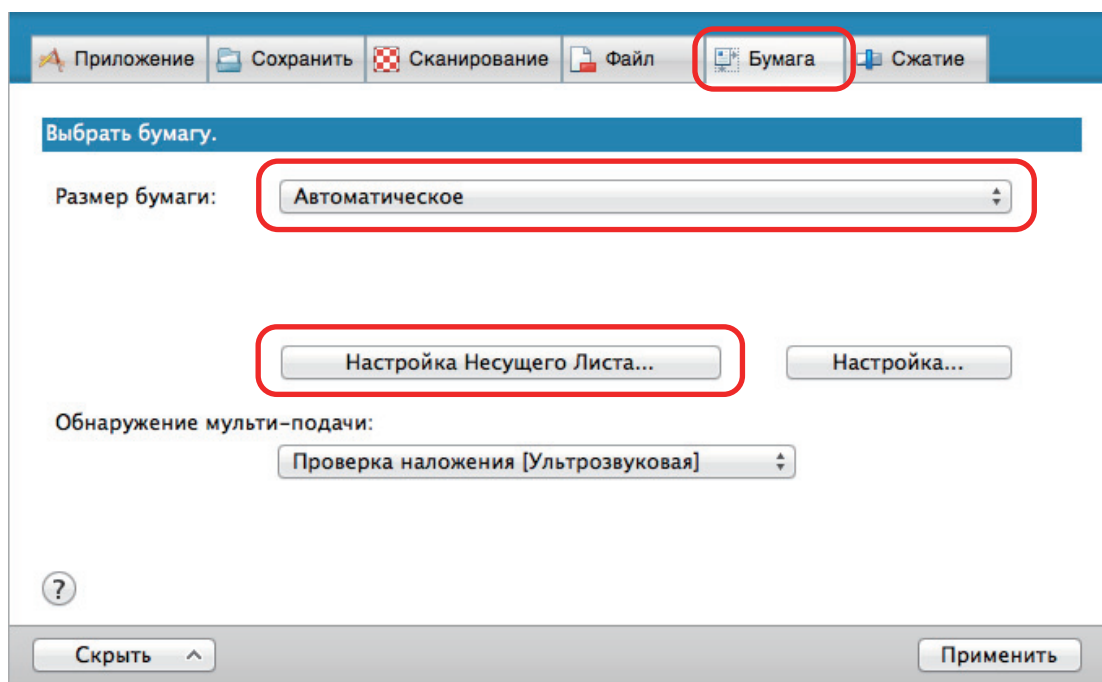 Приложение Сохранить Сканирование Файл Бумага Сжатие
Выбрать бумагу.
Размер бумаги: Автоматическое
Настройка Несущего Листа... Настройка...
Обнаружение мульти-подачи:
Проверка наложения [Ультрозвуковая]
?
Скрыть Применить